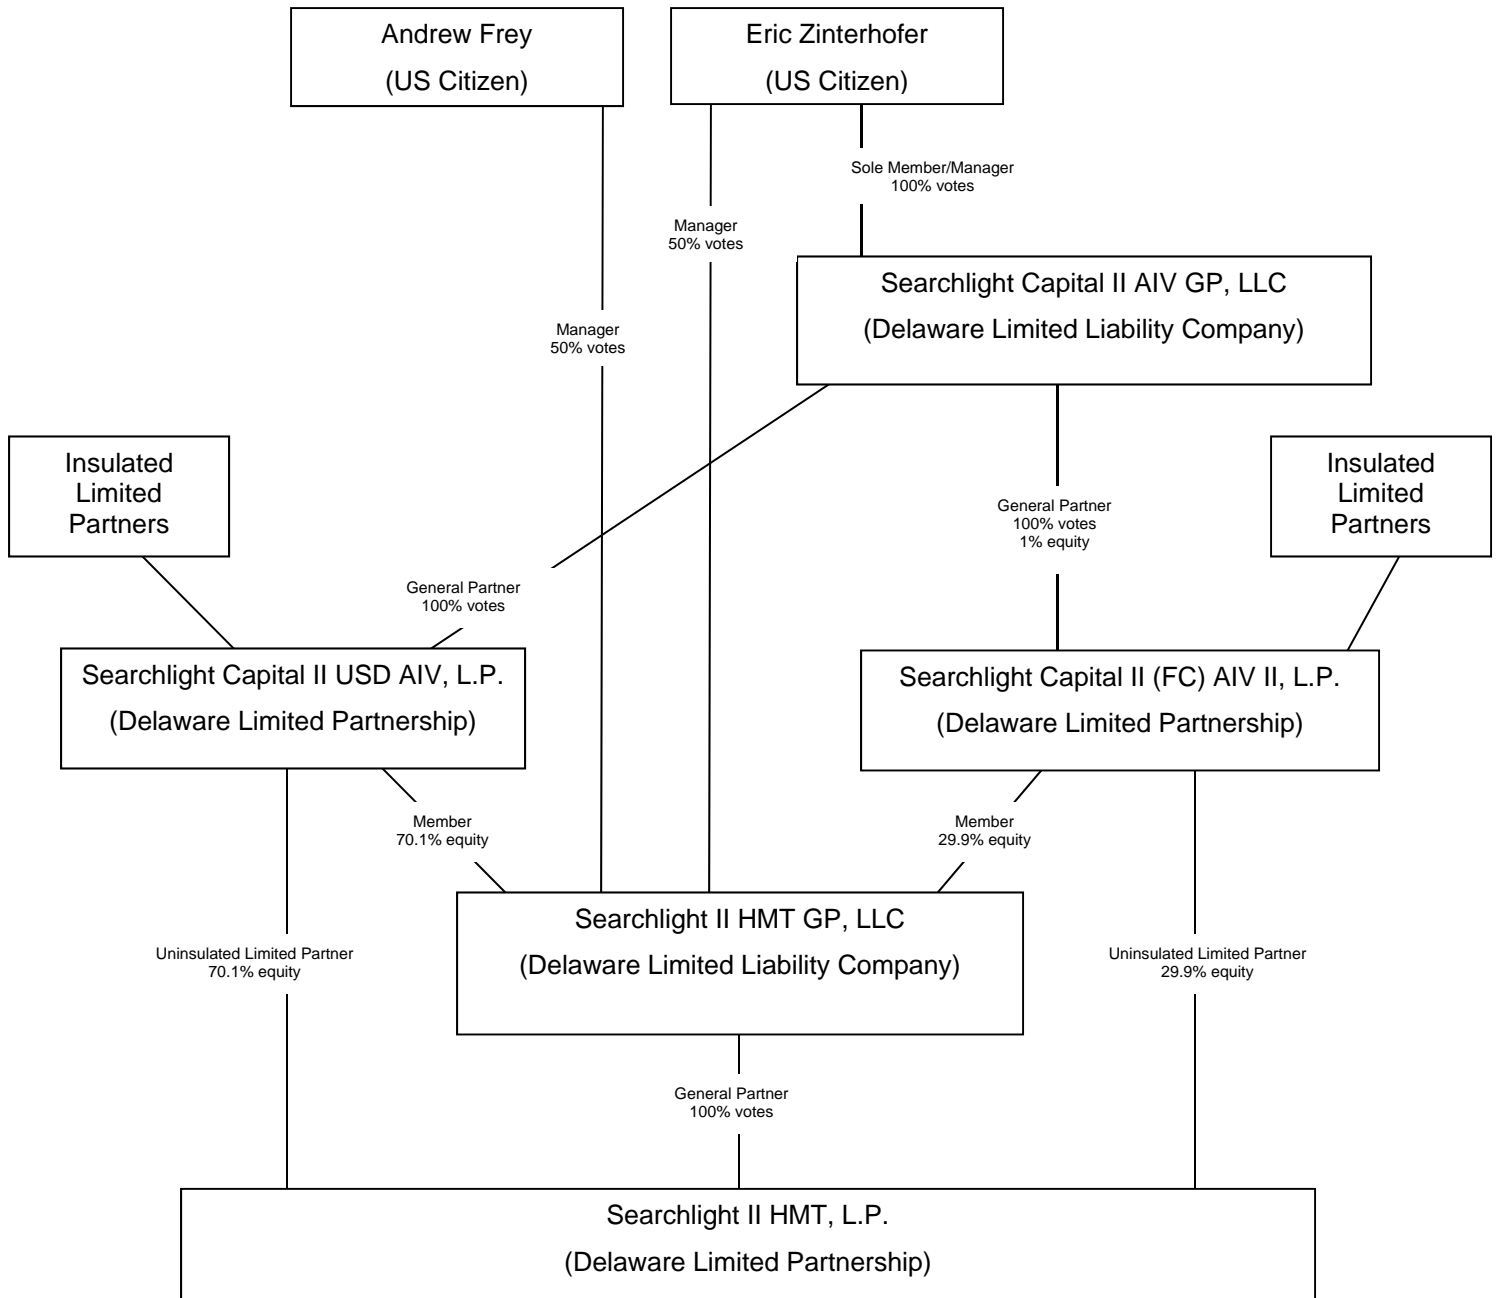 Andrew Frey
(US Citizen)
Eric Zinterhofer
(US Citizen)
Sole Member/Manager
100% votes
Manager
50% votes
Searchlight Capital II AIV GP, LLC
(Delaware Limited Liability Company)
Manager
50% votes
Insulated
Limited
Partners
Insulated
Limited
Partners
General Partner
100% votes
1% equity
General Partner
100% votes
Searchlight Capital II USD AIV, L.P.
(Delaware Limited Partnership)
Searchlight Capital II (FC) AIV II, L.P.
(Delaware Limited Partnership)
Member
70.1% equity
Member
29.9% equity
Searchlight II HMT GP, LLC
(Delaware Limited Liability Company)
Uninsulated Limited Partner
70.1% equity
Uninsulated Limited Partner
29.9% equity
General Partner
100% votes
Searchlight II HMT, L.P.
(Delaware Limited Partnership)